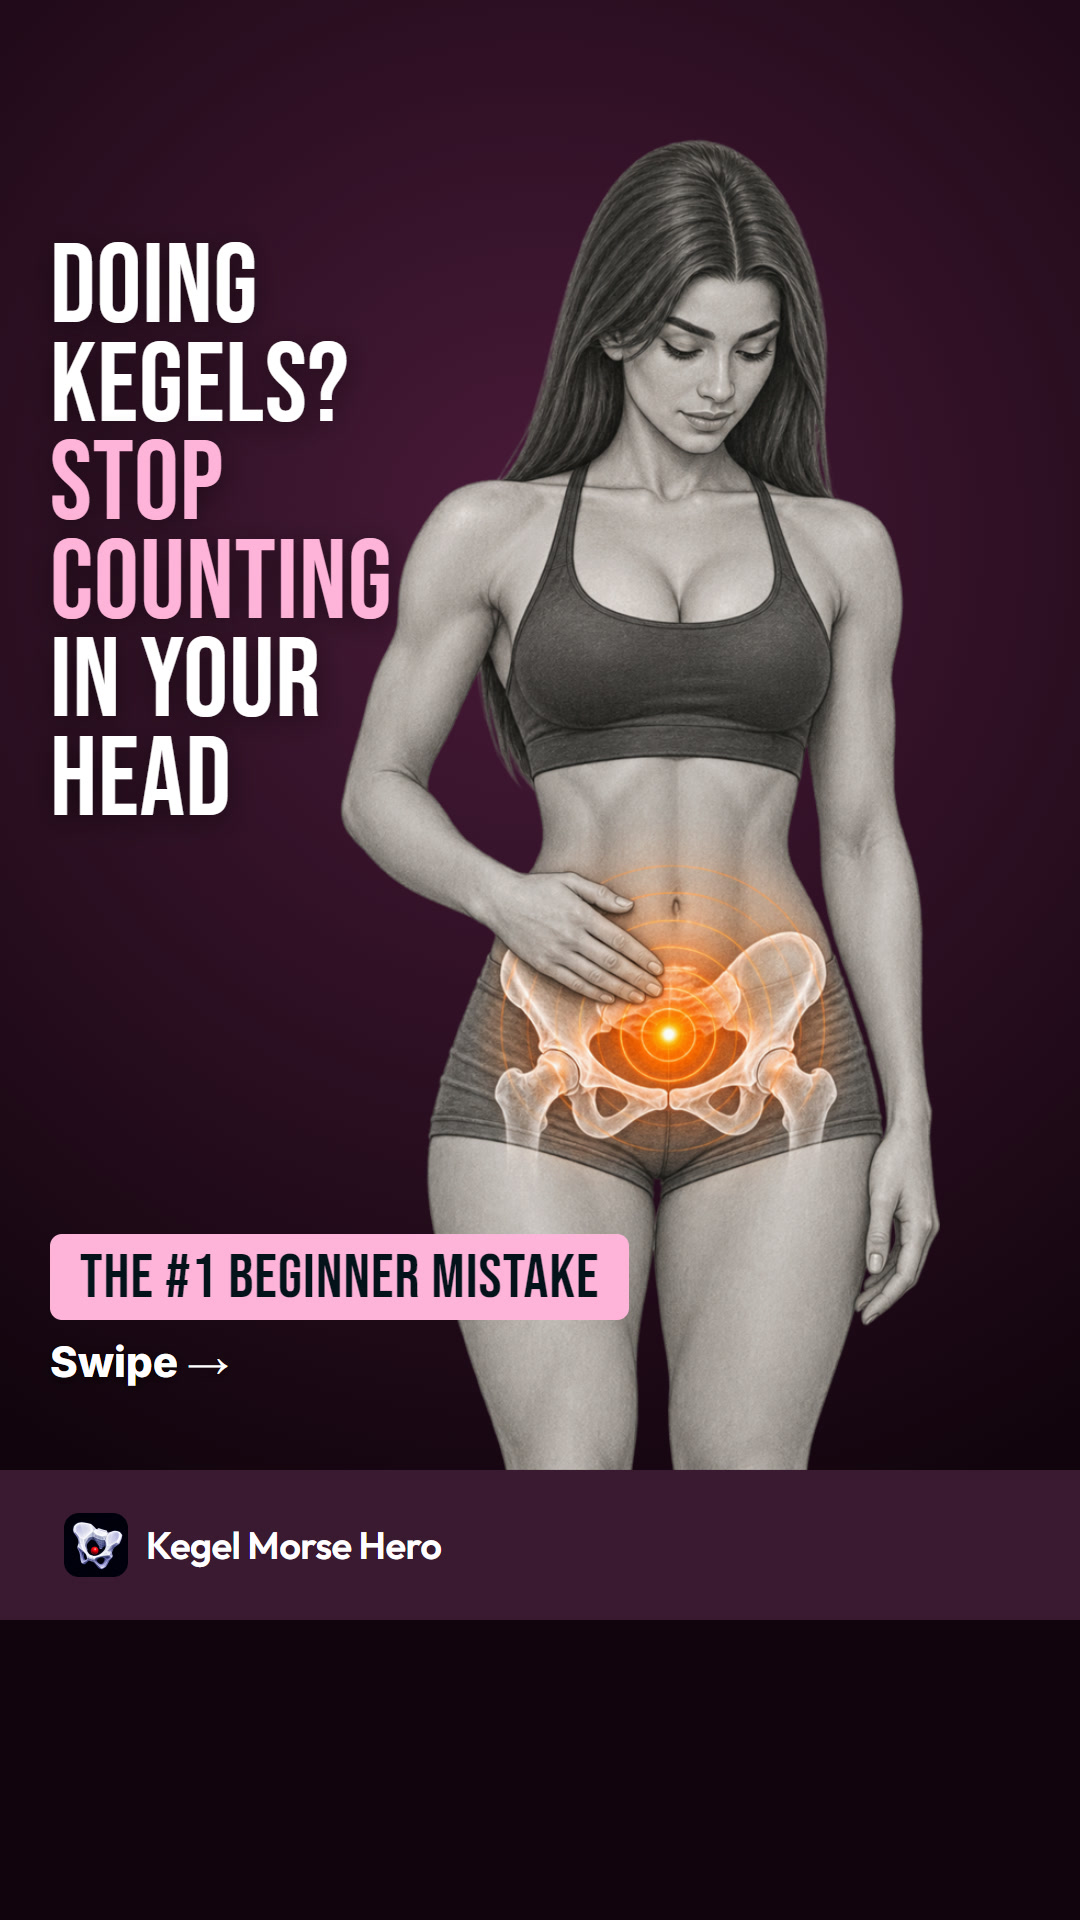 DOING
KEGELS?
STOP
COUNTING
IN YOUR
HEAD
THE #1 BEGINNER MISTAKE
Swipe →
Kegel Morse Hero